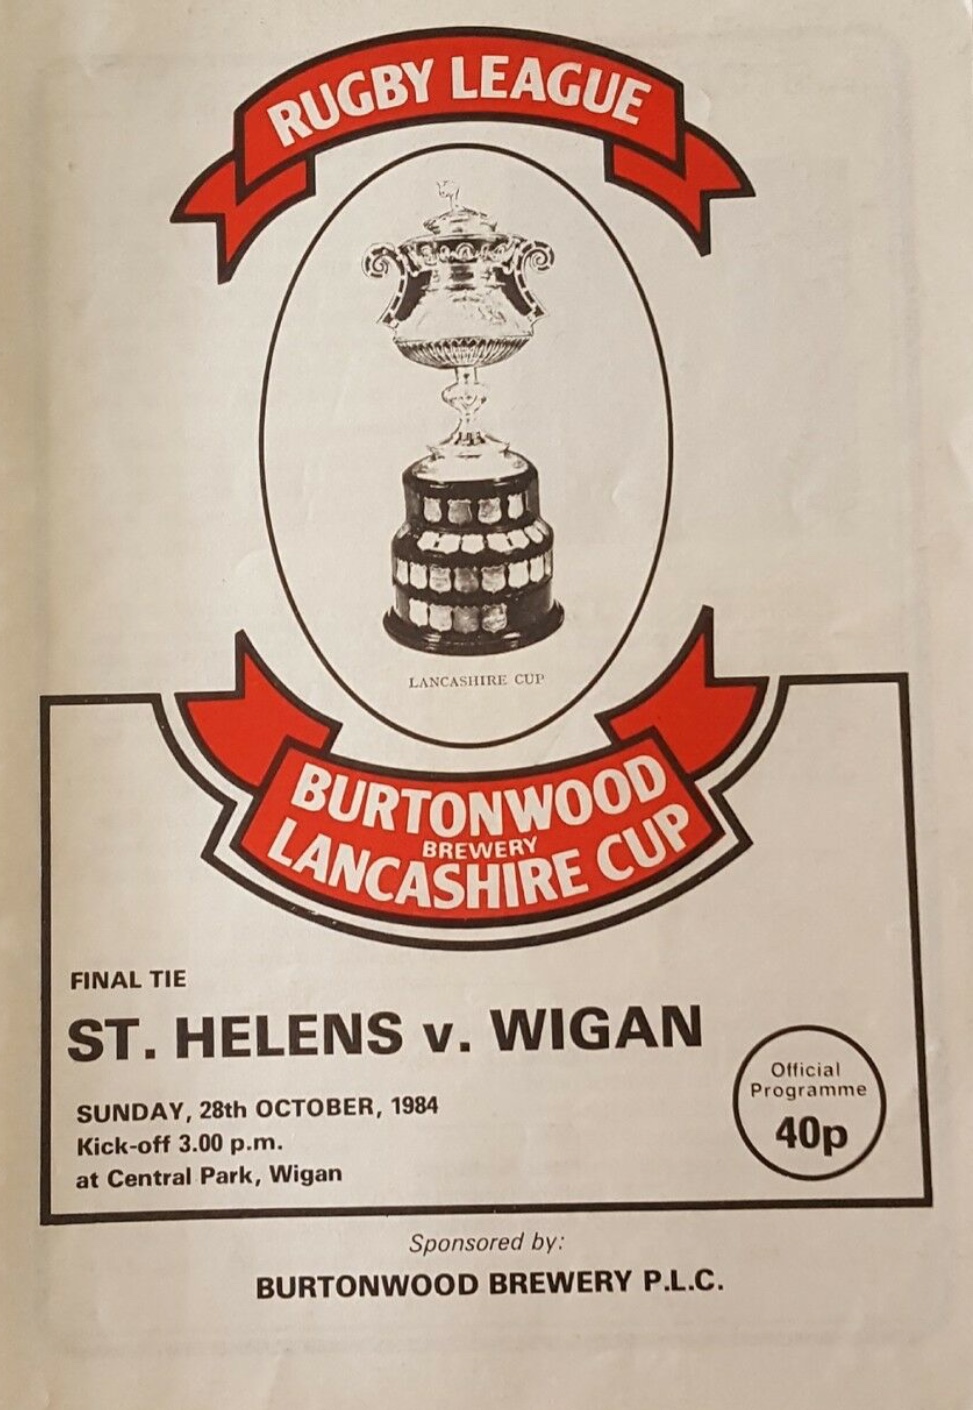 RUGBY LEAGUE
LANCASHIRE CUP
BURTONWOOD
BREWERY
LANCASHIRE CUP
FINAL TIE
ST. HELENS v. WIGAN
SUNDAY, 28th OCTOBER, 1984
Kick-off 3.00 p.m.
at Central Park, Wigan
Official
Programme
40p
Sponsored by:
BURTONWOOD BREWERY P.L.C.